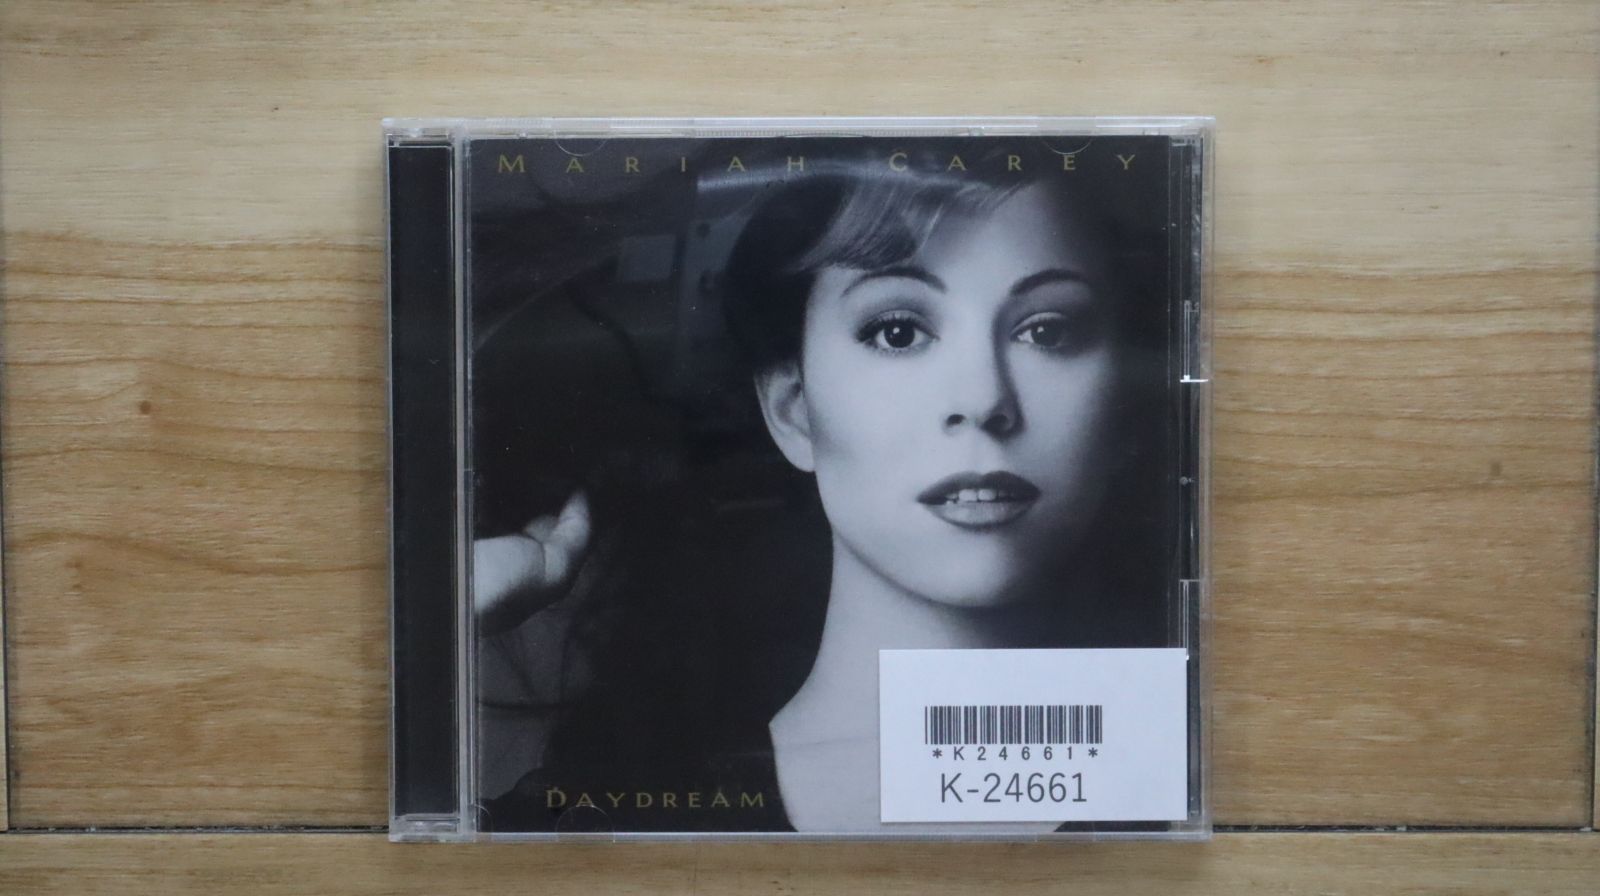 MARIAH CAREY
DAYDREAM
*K24661*
K-24661